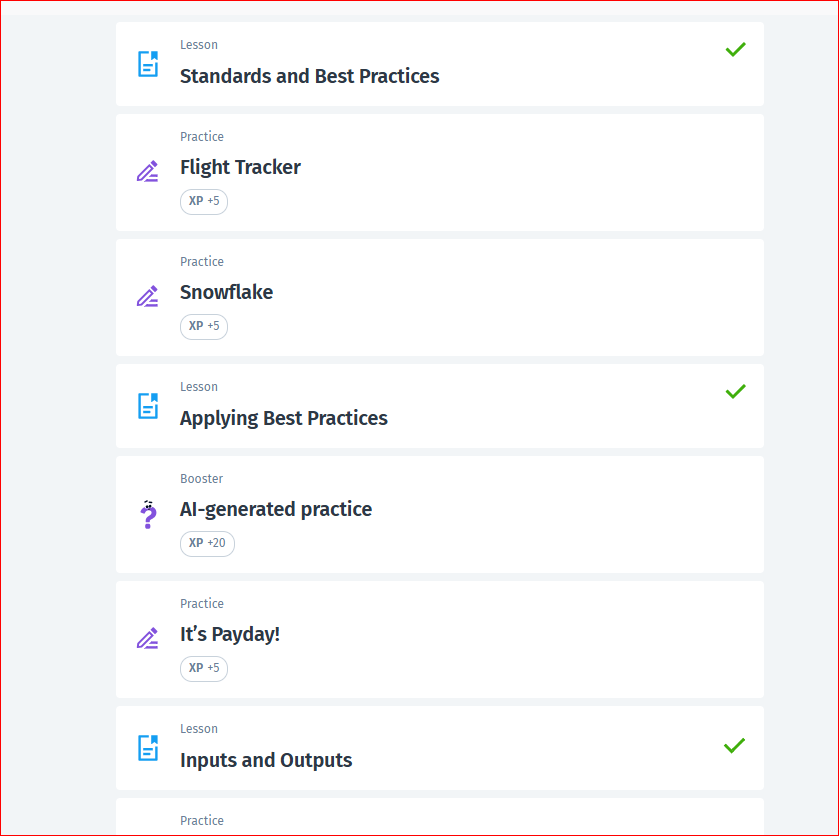 Lesson
Standards and Best Practices
Practice
Flight Tracker
XP +5
Practice
Snowflake
XP +5
Lesson
Applying Best Practices
Booster
AI-generated practice
XP +20
Practice
It’s Payday!
XP +5
Lesson
Inputs and Outputs
Practice